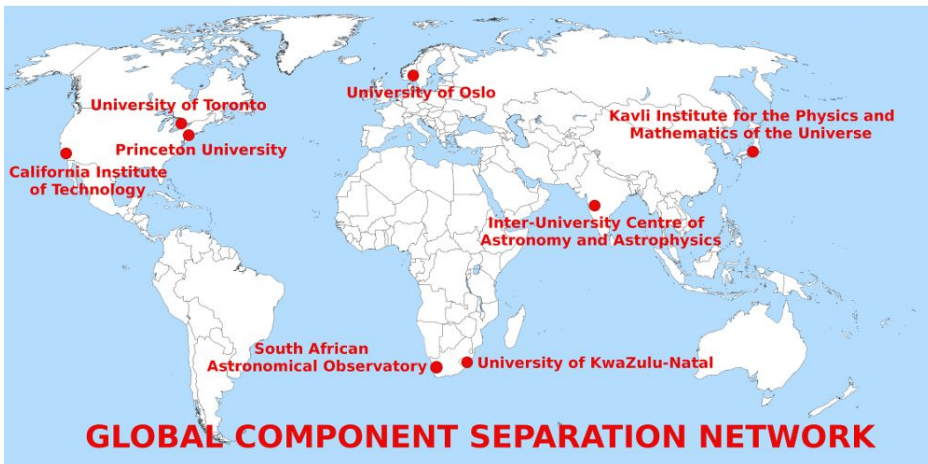 University of Oslo
University of Toronto
Kavli Institute for the Physics and
Mathematics of the Universe
Princeton University
California Institute
of Technology
Inter-University Centre of
Astronomy and Astrophysics
South African
Astronomical Observatory
University of KwaZulu-Natal
GLOBAL COMPONENT SEPARATION NETWORK